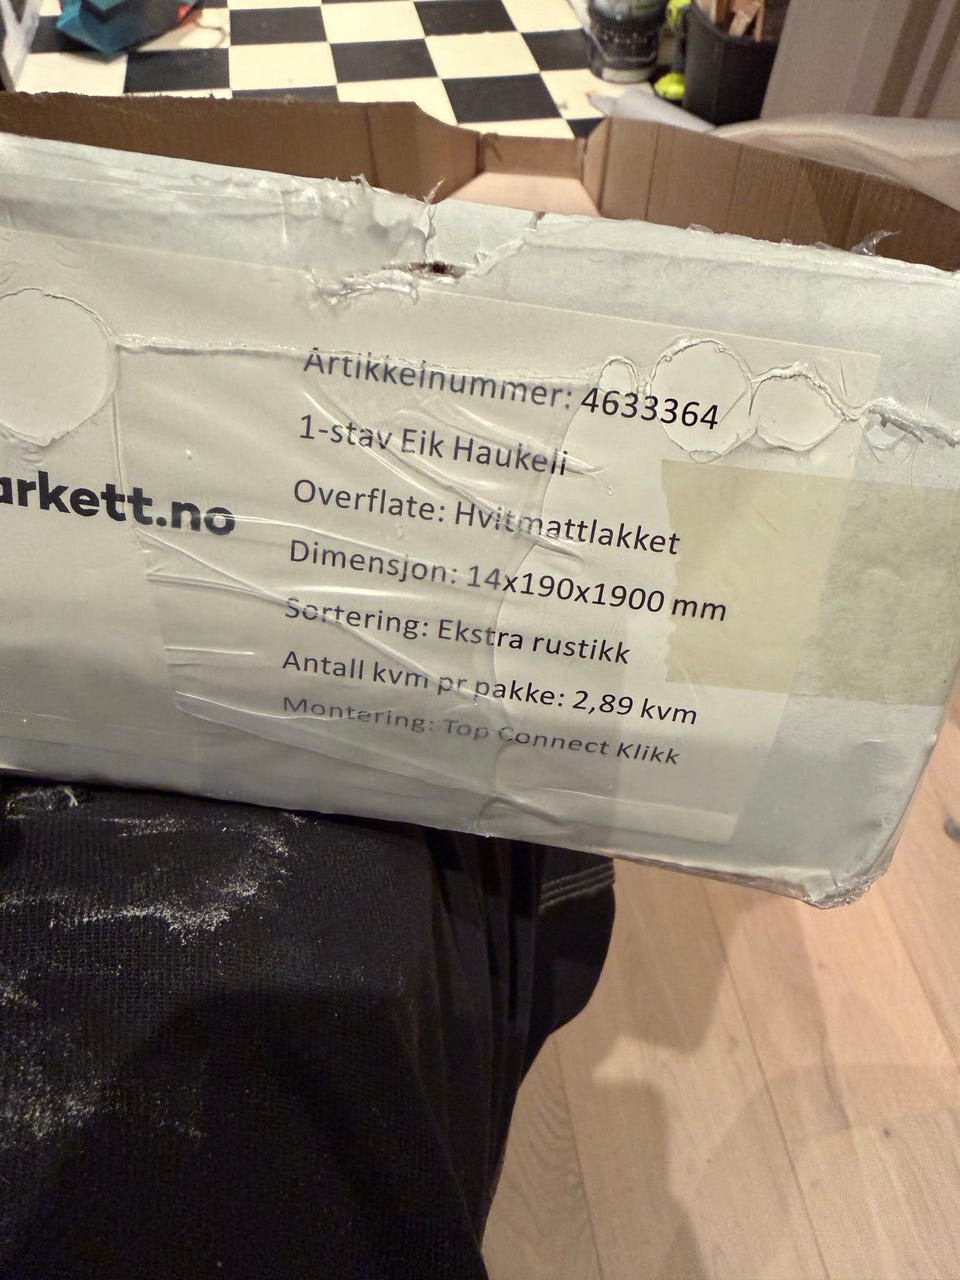 Artikkelnummer: 4633364
1-stav Eik Haukeli
Overflate: Hvitmattlakket
arkett.no
Dimensjon: 14x190x1900 mm
Sortering: Ekstra rustikk
Antall kvm pr pakke: 2,89 kvm
Montering: Top Connect Klikk